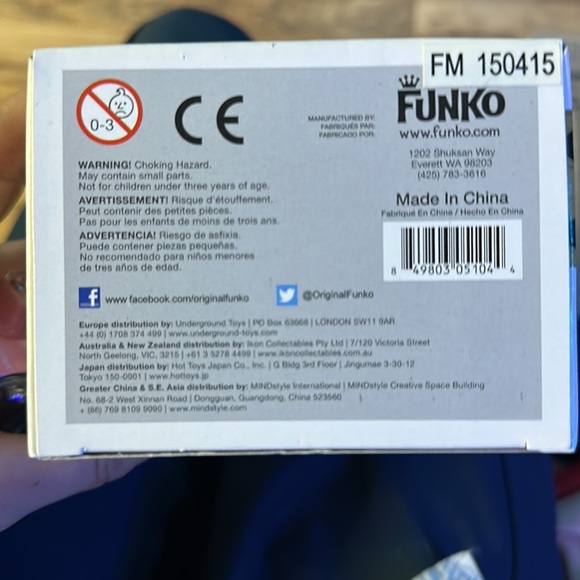 FM 150415
0-3
CE
MANUFACTURED BY:
FABRIQUÉS PAR:
FABRICADO POR:
FUNKO
www.funko.com
1202 Shuksan Way
Everett WA 98203
(425) 783-3616
WARNING! Choking Hazard.
May contain small parts.
Not for children under three years of age.
AVERTISSEMENT! Risque d'étouffement.
Peut contenir des petites pièces.
Pas pour les enfants de moins de trois ans.
ADVERTENCIA! Riesgo de asfixia.
Puede contener piezas pequeñas.
No recomendado para niños menores
de tres años de edad.
Made In China
Fabriqué En Chine / Hecho En China
8 49803 05104 4
f www.facebook.com/originalfunko
@OriginalFunko
Europe distribution by: Underground Toys | PO Box 63668 | LONDON SW11 9AR
+44 (0) 1708 374 499 | www.underground-toys.com
Australia & New Zealand distribution by: Ikon Collectables Pty Ltd | 7/120 Victoria Street
North Geelong, VIC, 3215 | +61 3 5278 4499 | www.ikoncollectables.com.au
Japan distribution by: Hot Toys Japan Co., Inc. | G Bldg 3rd Floor | Jingumae 3-30-12
Tokyo 150-0001 | www.hottoys.jp
Greater China & S.E. Asia distribution by: MINDstyle International | MINDstyle Creative Space Building
No. 68-2 West Xinnan Road | Dongguan, Guangdong, China 523560
+ (86) 769 8109 9090 | www.mindstyle.com